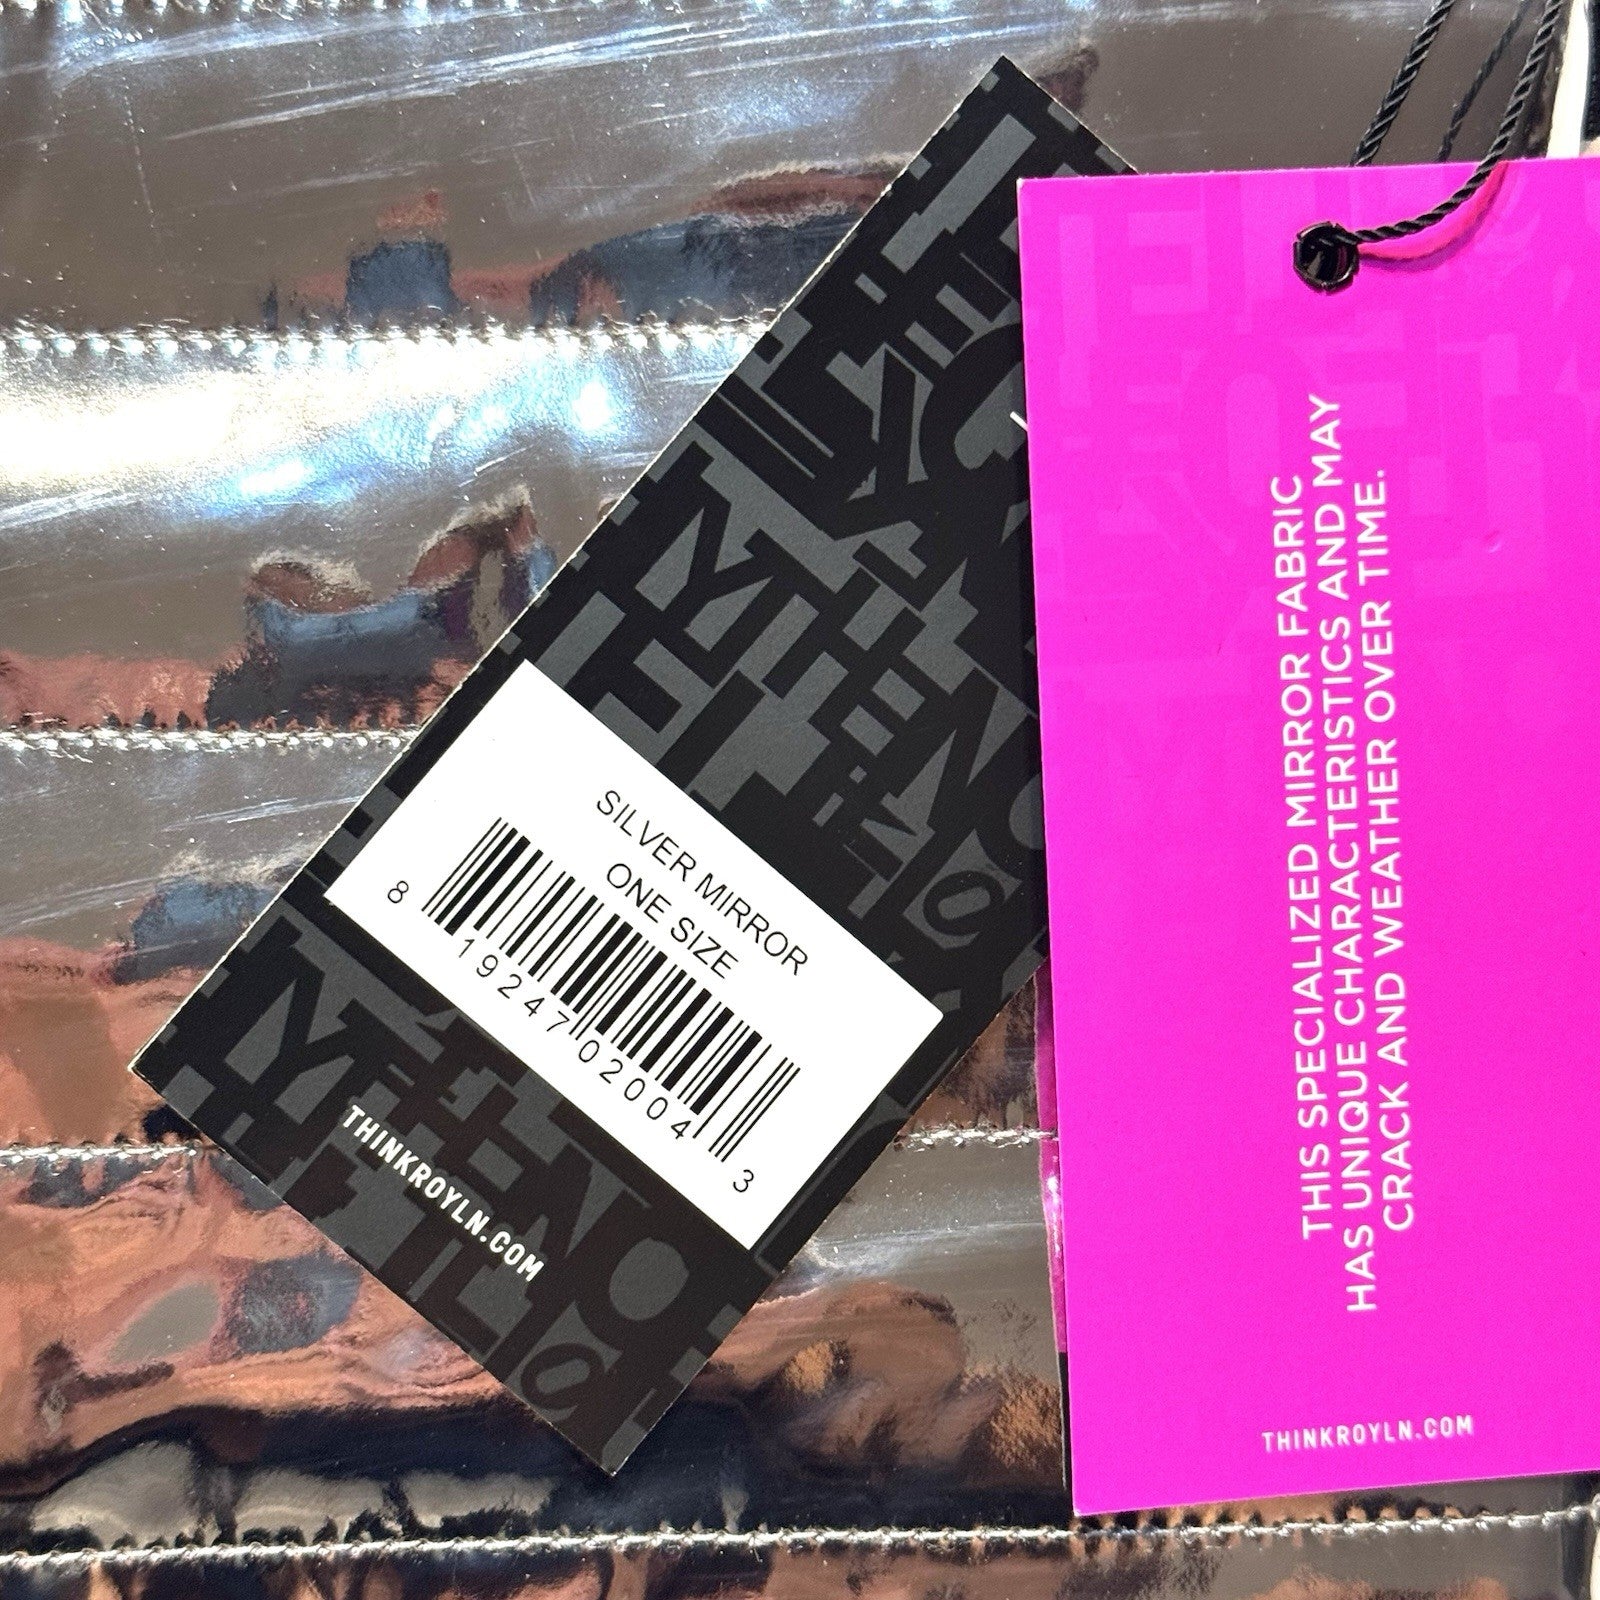 SILVER MIRROR
ONE SIZE
8 19247 02004 3
THINKROYLN.COM
THIS SPECIALIZED MIRROR FABRIC
HAS UNIQUE CHARACTERISTICS AND MAY
CRACK AND WEATHER OVER TIME.
THINKROYLN.COM